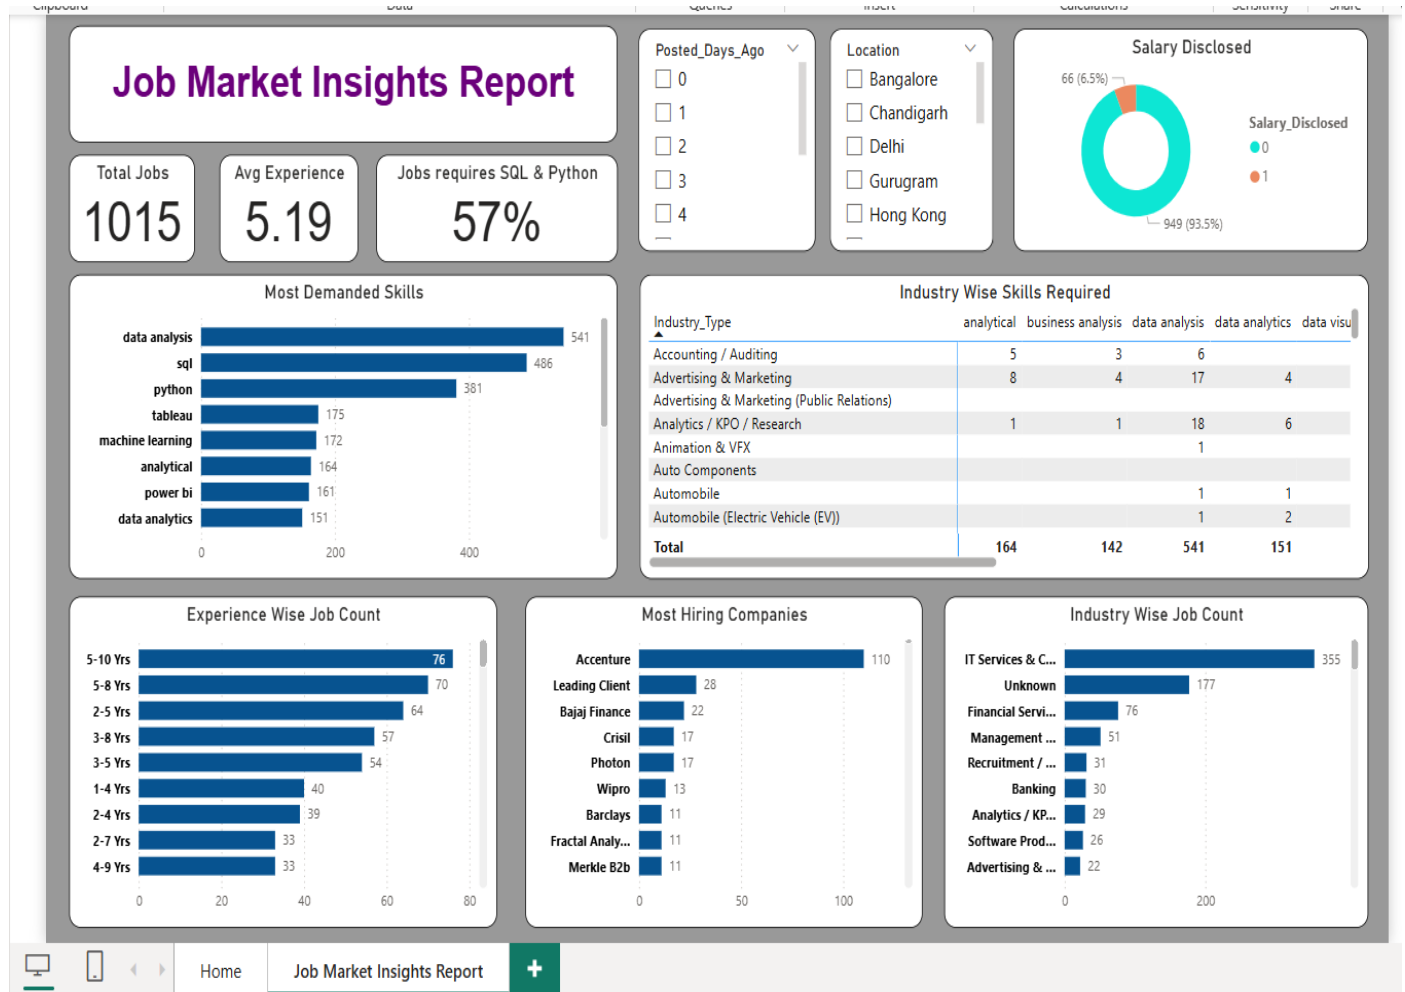 Clipboard Data Queries Insert Calculations Sensitivity Share
Job Market Insights Report
Posted_Days_Ago
0
1
2
3
4
Location
Bangalore
Chandigarh
Delhi
Gurugram
Hong Kong
Salary Disclosed
66 (6.5%)
949 (93.5%)
Salary_Disclosed
0
1
Total Jobs
1015
Avg Experience
5.19
Jobs requires SQL & Python
57%
Most Demanded Skills
data analysis 541
sql 486
python 381
tableau 175
machine learning 172
analytical 164
power bi 161
data analytics 151
0 200 400
Industry Wise Skills Required
Industry_Type analytical business analysis data analysis data analytics data visu
Accounting / Auditing 5 3 6
Advertising & Marketing 8 4 17 4
Advertising & Marketing (Public Relations)
Analytics / KPO / Research 1 1 18 6
Animation & VFX 1
Auto Components
Automobile 1 1
Automobile (Electric Vehicle (EV)) 1 2
Total 164 142 541 151
Experience Wise Job Count
5-10 Yrs 76
5-8 Yrs 70
2-5 Yrs 64
3-8 Yrs 57
3-5 Yrs 54
1-4 Yrs 40
2-4 Yrs 39
2-7 Yrs 33
4-9 Yrs 33
0 20 40 60 80
Most Hiring Companies
Accenture 110
Leading Client 28
Bajaj Finance 22
Crisil 17
Photon 17
Wipro 13
Barclays 11
Fractal Analy... 11
Merkle B2b 11
0 50 100
Industry Wise Job Count
IT Services & C... 355
Unknown 177
Financial Servi... 76
Management ... 51
Recruitment / ... 31
Banking 30
Analytics / KP... 29
Software Prod... 26
Advertising & ... 22
0 200
Home
Job Market Insights Report
+